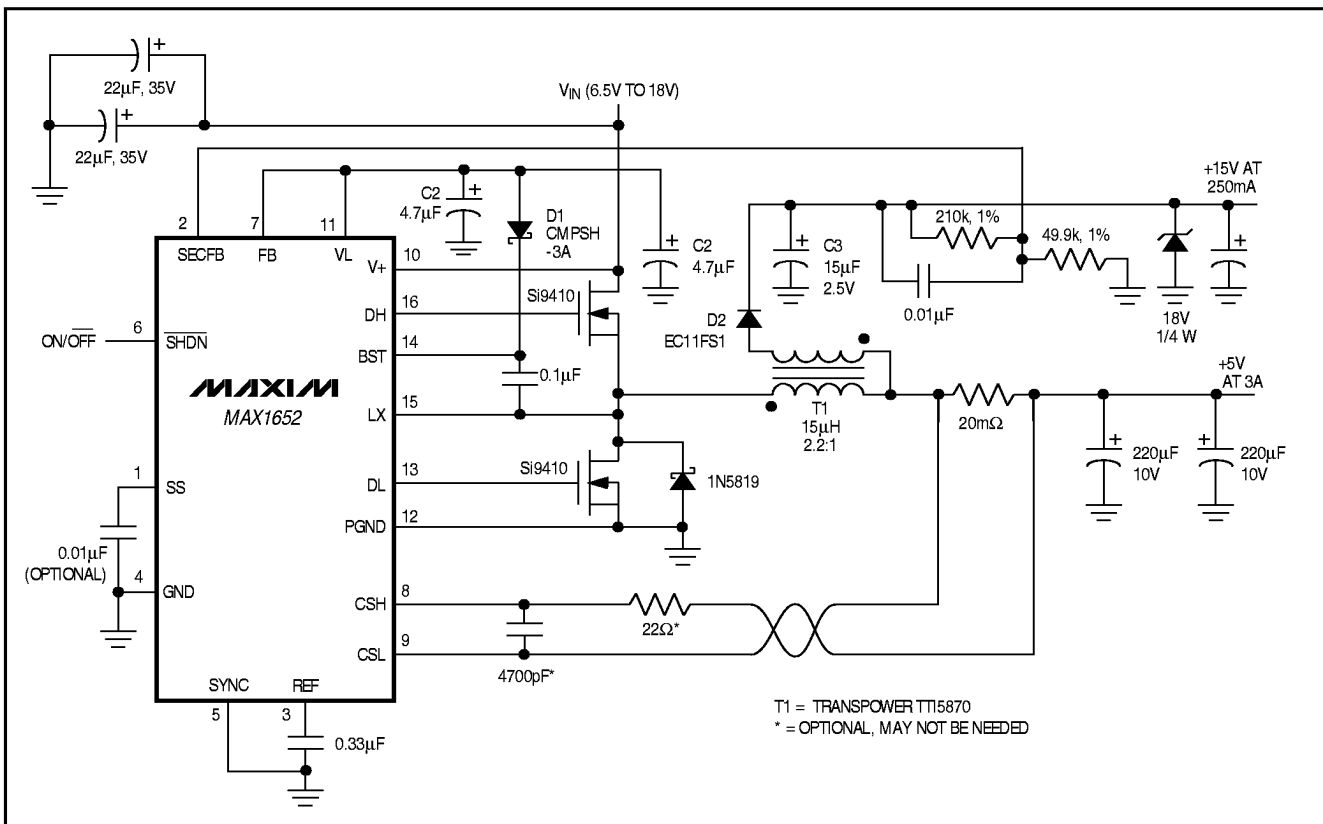 22μF, 35V
22μF, 35V
VIN (6.5V TO 18V)
+15V AT
250mA
C2
4.7μF
D1
CMPSH
-3A
C2
4.7μF
C3
15μF
2.5V
210k, 1%
49.9k, 1%
0.01μF
18V
1/4 W
2
7
11
SECFB
FB
VL
10
V+
Si9410
16
DH
D2
EC11FS1
6
ON/OFF
SHDN
14
BST
0.1μF
MAXIM
MAX1652
15
LX
T1
15μH
2.2:1
20mΩ
+5V
AT 3A
Si9410
13
DL
1N5819
220μF
10V
220μF
10V
1
SS
12
PGND
0.01μF
(OPTIONAL)
4
GND
8
CSH
22Ω*
9
CSL
4700pF*
SYNC
REF
5
3
0.33μF
T1 = TRANSPOWER TTI5870
* = OPTIONAL, MAY NOT BE NEEDED